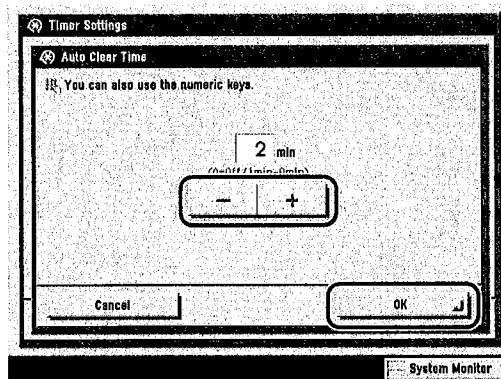 Timer Settings
Auto Clear Time
You can also use the numeric keys.
2 min
- +
Cancel OK
System Monitor